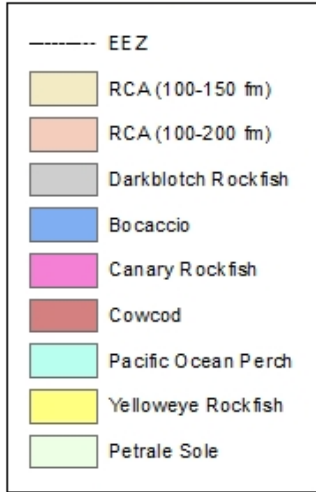 EEZ
RCA (100-150 fm)
RCA (100-200 fm)
Darkblotch Rockfish
Bocaccio
Canary Rockfish
Cowcod
Pacific Ocean Perch
Yelloweye Rockfish
Petrale Sole